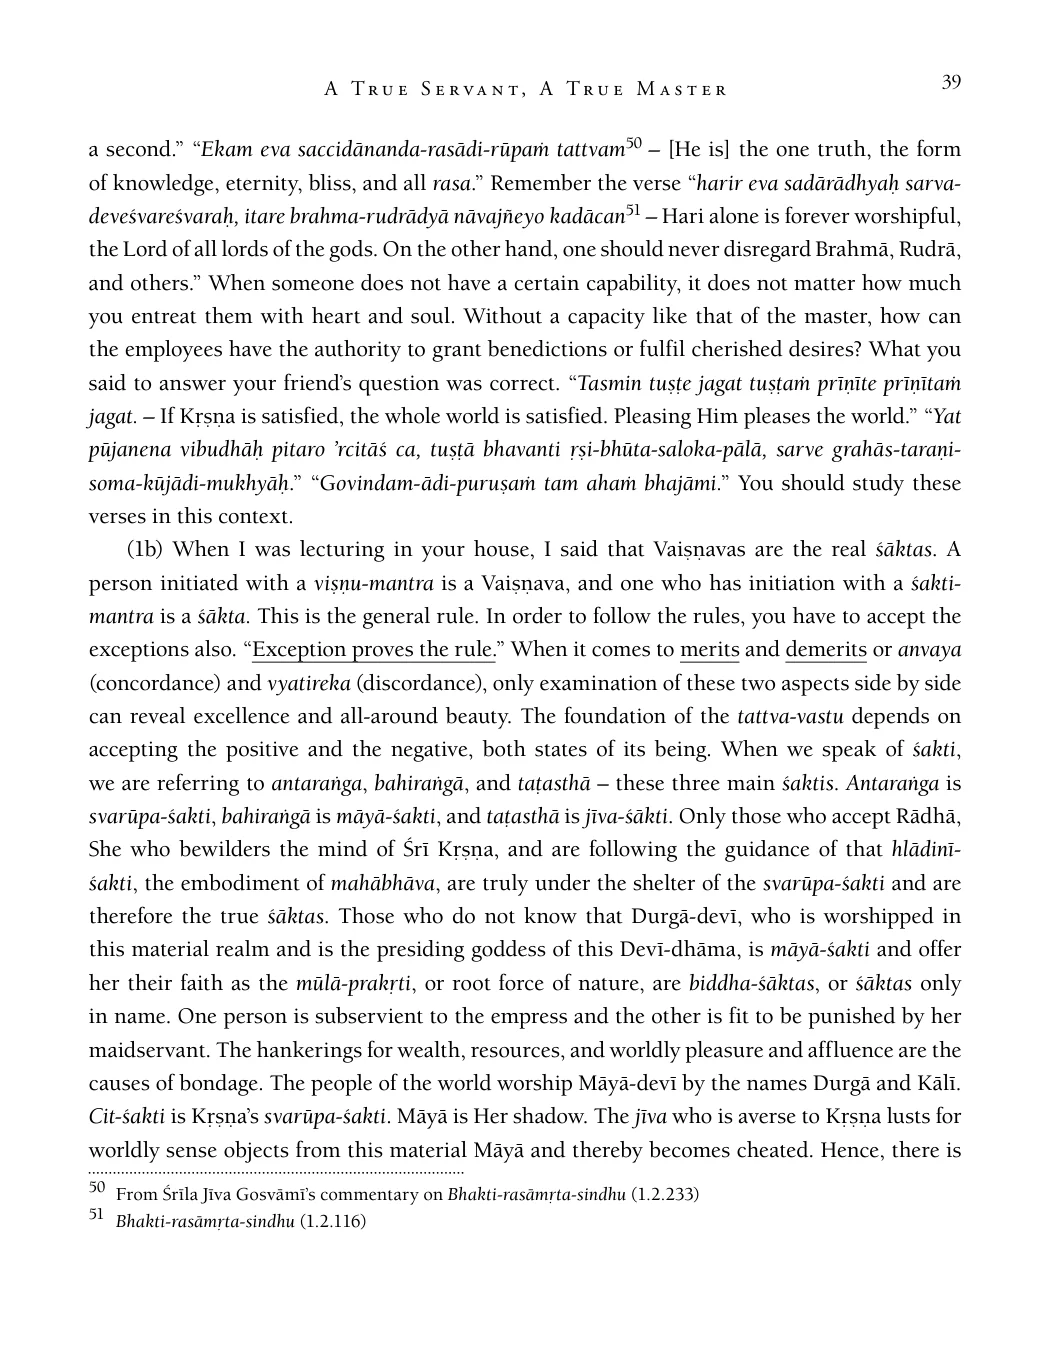 A True Servant, A True Master
39
a second.” “Ekam eva saccidānanda-rasādi-rūpaṁ tattvam50 – [He is] the one truth, the form
of knowledge, eternity, bliss, and all rasa.” Remember the verse “harir eva sadārādhyaḥ sarva-
deveśvareśvaraḥ, itare brahma-rudrādyā nāvajñeyo kadācan51 – Hari alone is forever worshipful,
the Lord of all lords of the gods. On the other hand, one should never disregard Brahmā, Rudrā,
and others.” When someone does not have a certain capability, it does not matter how much
you entreat them with heart and soul. Without a capacity like that of the master, how can
the employees have the authority to grant benedictions or fulfil cherished desires? What you
said to answer your friend’s question was correct. “Tasmin tuṣṭe jagat tuṣṭaṁ prīṇīte prīṇītaṁ
jagat. – If Kṛṣṇa is satisfied, the whole world is satisfied. Pleasing Him pleases the world.” “Yat
pūjanena vibudhāḥ pitaro ’rcitāś ca, tuṣṭā bhavanti ṛṣi-bhūta-saloka-pālā, sarve grahās-taraṇi-
soma-kūjādi-mukhyāḥ.” “Govindam-ādi-puruṣaṁ tam ahaṁ bhajāmi.” You should study these
verses in this context.
(1b) When I was lecturing in your house, I said that Vaiṣṇavas are the real śāktas. A
person initiated with a viṣṇu-mantra is a Vaiṣṇava, and one who has initiation with a śakti-
mantra is a śākta. This is the general rule. In order to follow the rules, you have to accept the
exceptions also. “Exception proves the rule.” When it comes to merits and demerits or anvaya
(concordance) and vyatireka (discordance), only examination of these two aspects side by side
can reveal excellence and all-around beauty. The foundation of the tattva-vastu depends on
accepting the positive and the negative, both states of its being. When we speak of śakti,
we are referring to antaraṅga, bahiraṅgā, and taṭasthā – these three main śaktis. Antaraṅga is
svarūpa-śakti, bahiraṅgā is māyā-śakti, and taṭasthā is jīva-śākti. Only those who accept Rādhā,
She who bewilders the mind of Śrī Kṛṣṇa, and are following the guidance of that hlādinī-
śakti, the embodiment of mahābhāva, are truly under the shelter of the svarūpa-śakti and are
therefore the true śāktas. Those who do not know that Durgā-devī, who is worshipped in
this material realm and is the presiding goddess of this Devī-dhāma, is māyā-śakti and offer
her their faith as the mūlā-prakṛti, or root force of nature, are biddha-śāktas, or śāktas only
in name. One person is subservient to the empress and the other is fit to be punished by her
maidservant. The hankerings for wealth, resources, and worldly pleasure and affluence are the
causes of bondage. The people of the world worship Māyā-devī by the names Durgā and Kālī.
Cit-śakti is Kṛṣṇa’s svarūpa-śakti. Māyā is Her shadow. The jīva who is averse to Kṛṣṇa lusts for
worldly sense objects from this material Māyā and thereby becomes cheated. Hence, there is
50 From Śrīla Jīva Gosvāmī’s commentary on Bhakti-rasāmṛta-sindhu (1.2.233)
51 Bhakti-rasāmṛta-sindhu (1.2.116)